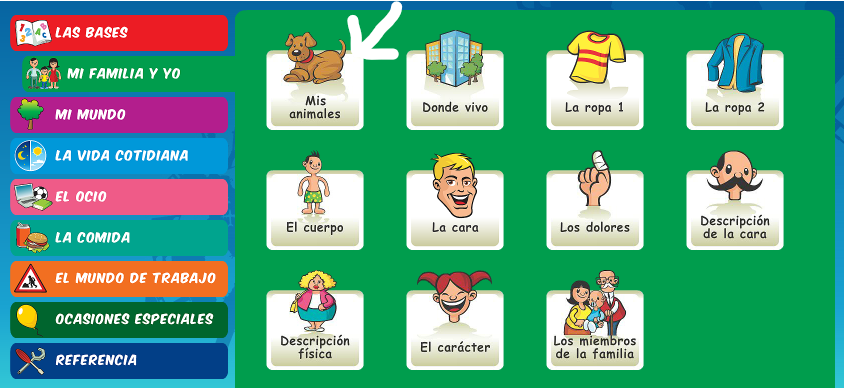 LAS BASES
MI FAMILIA Y YO
MI MUNDO
LA VIDA COTIDIANA
EL OCIO
LA COMIDA
EL MUNDO DE TRABAJO
OCASIONES ESPECIALES
REFERENCIA
Mis
animales
Donde vivo
La ropa 1
La ropa 2
El cuerpo
La cara
Los dolores
Descripción
de la cara
Descripción
física
El carácter
Los miembros
de la familia